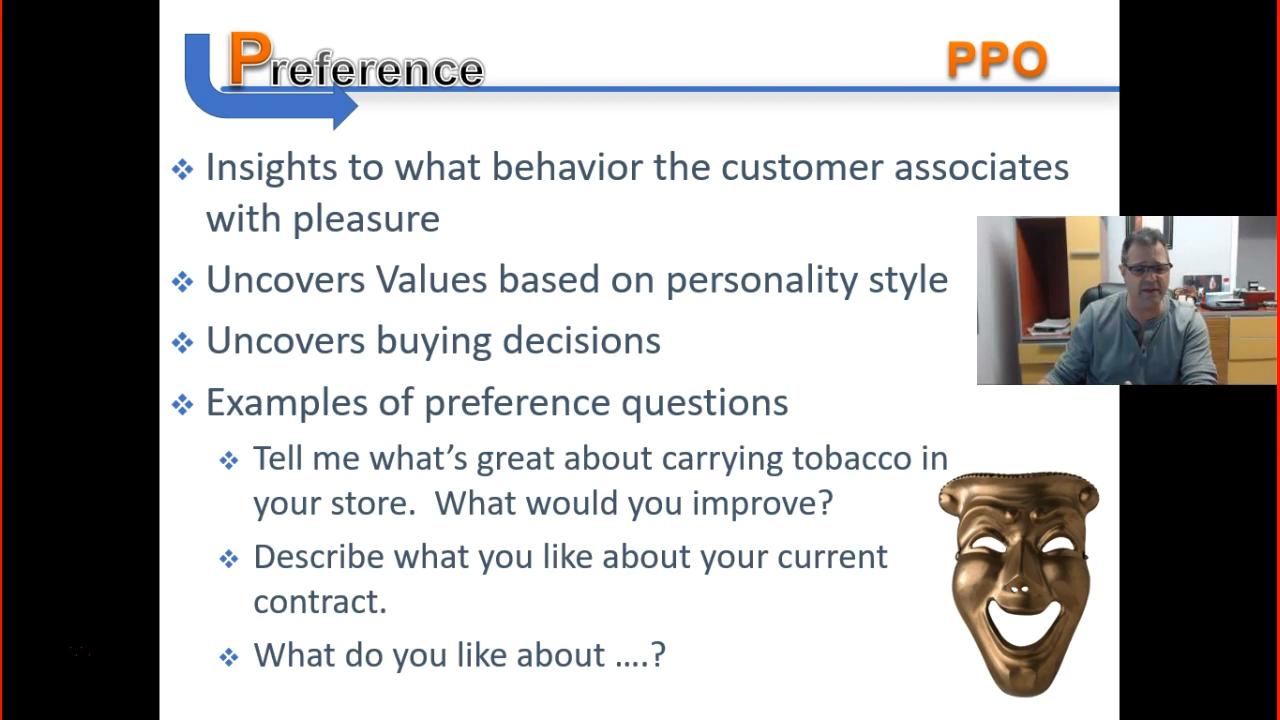 Preference
PPO
Insights to what behavior the customer associates
with pleasure
Uncovers Values based on personality style
Uncovers buying decisions
Examples of preference questions
Tell me what’s great about carrying tobacco in
your store.  What would you improve?
Describe what you like about your current
contract.
What do you like about ….?